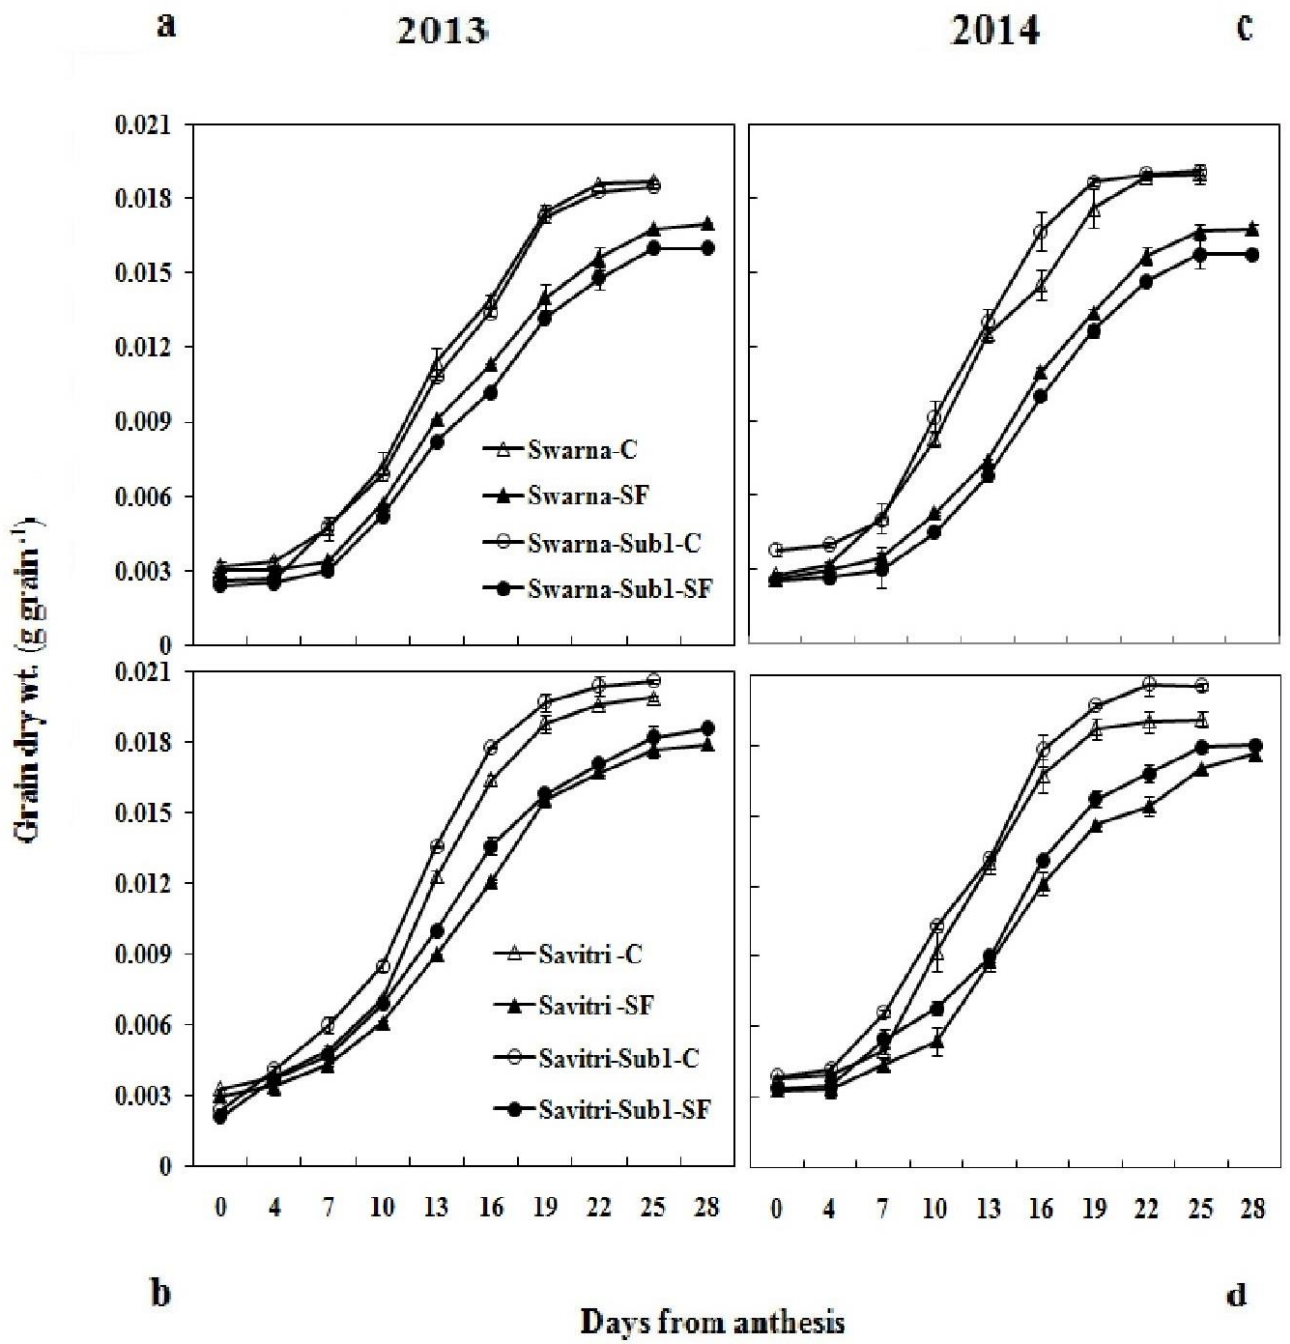 a 2013 2014 c
0.021
0.018
0.015
0.012
0.009
0.006
0.003
0
Swarna-C
Swarna-SF
Swarna-Sub1-C
Swarna-Sub1-SF
Grain dry wt. (g grain⁻¹)
0.021
0.018
0.015
0.012
0.009
0.006
0.003
0
Savitri -C
Savitri -SF
Savitri-Sub1-C
Savitri-Sub1-SF
0 4 7 10 13 16 19 22 25 28
0 4 7 10 13 16 19 22 25 28
b d
Days from anthesis